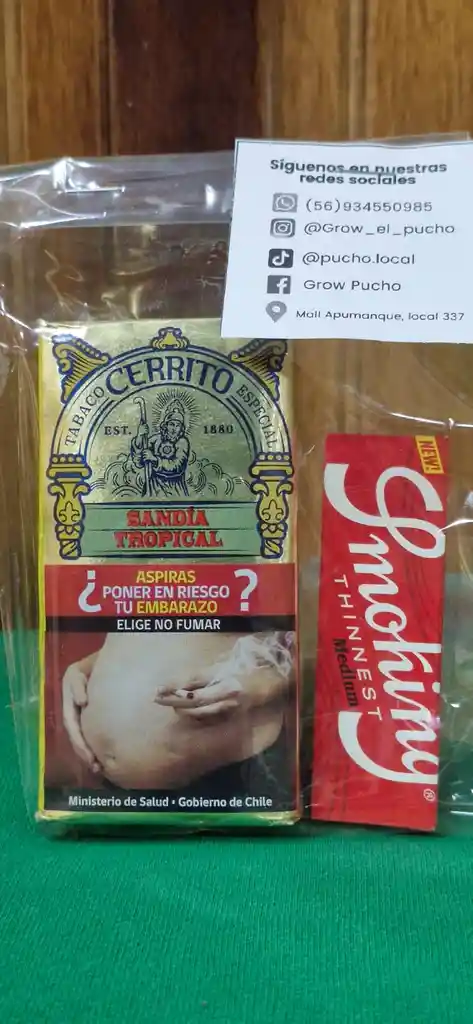 Síguenos en nuestras
redes sociales
(56)934550985
@Grow_el_pucho
@pucho.local
Grow Pucho
Mall Apumanque, local 337
TABACO CERRITO ESPECIAL
EST. 1880
SANDÍA
TROPICAL
¿ASPIRAS
PONER EN RIESGO
TU EMBARAZO?
ELIGE NO FUMAR
Ministerio de Salud • Gobierno de Chile
NEW!
Smoking
THINNEST
Medium